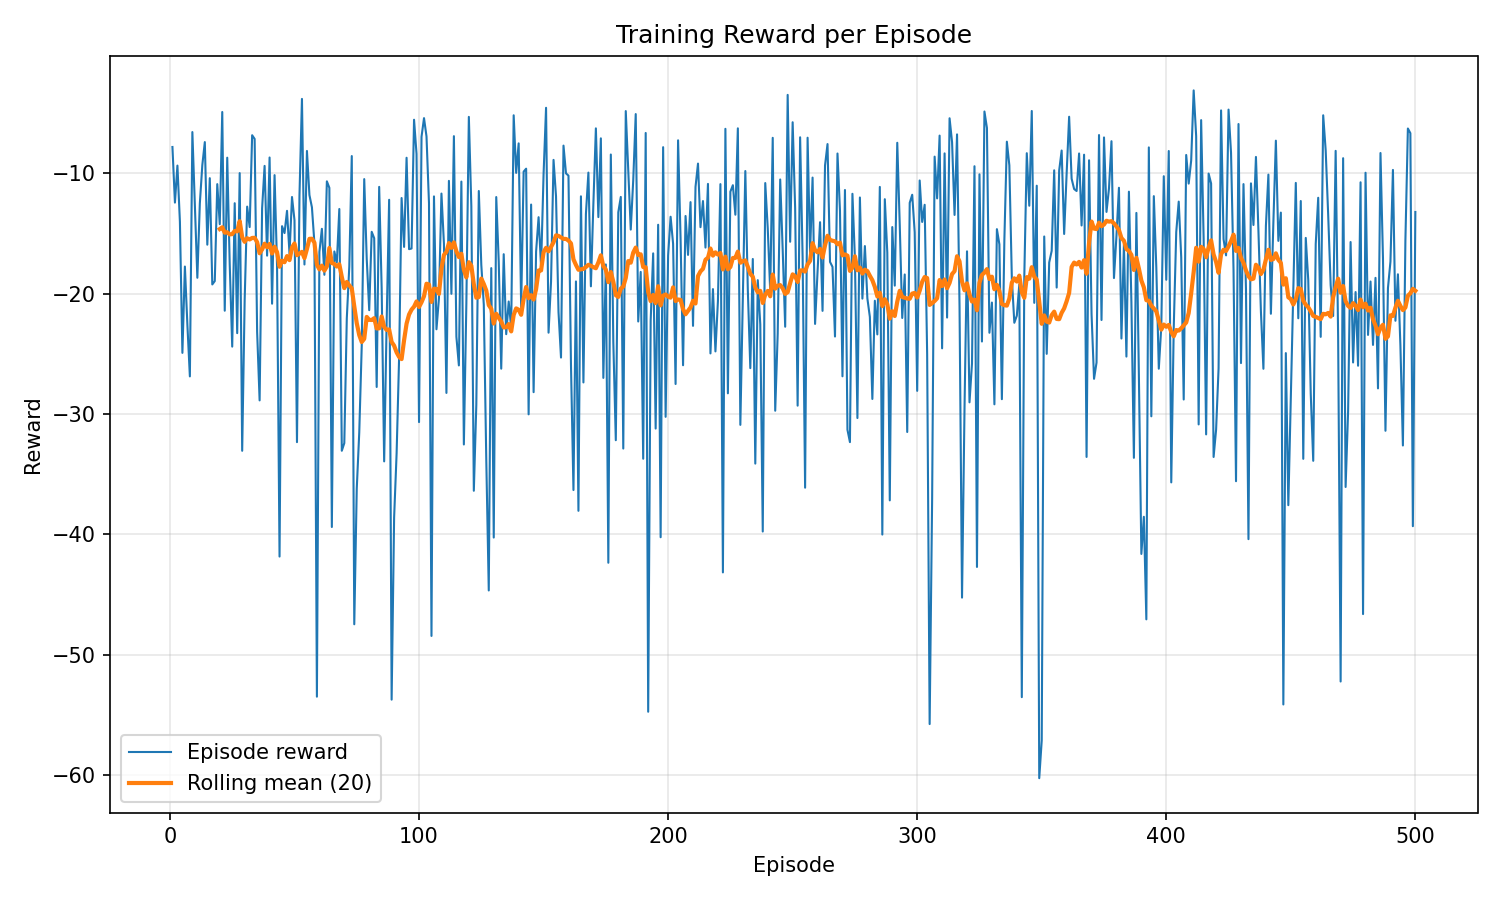 Training Reward per Episode
Reward
−10
−20
−30
−40
−50
−60
Episode reward
Rolling mean (20)
0
100
200
300
400
500
Episode